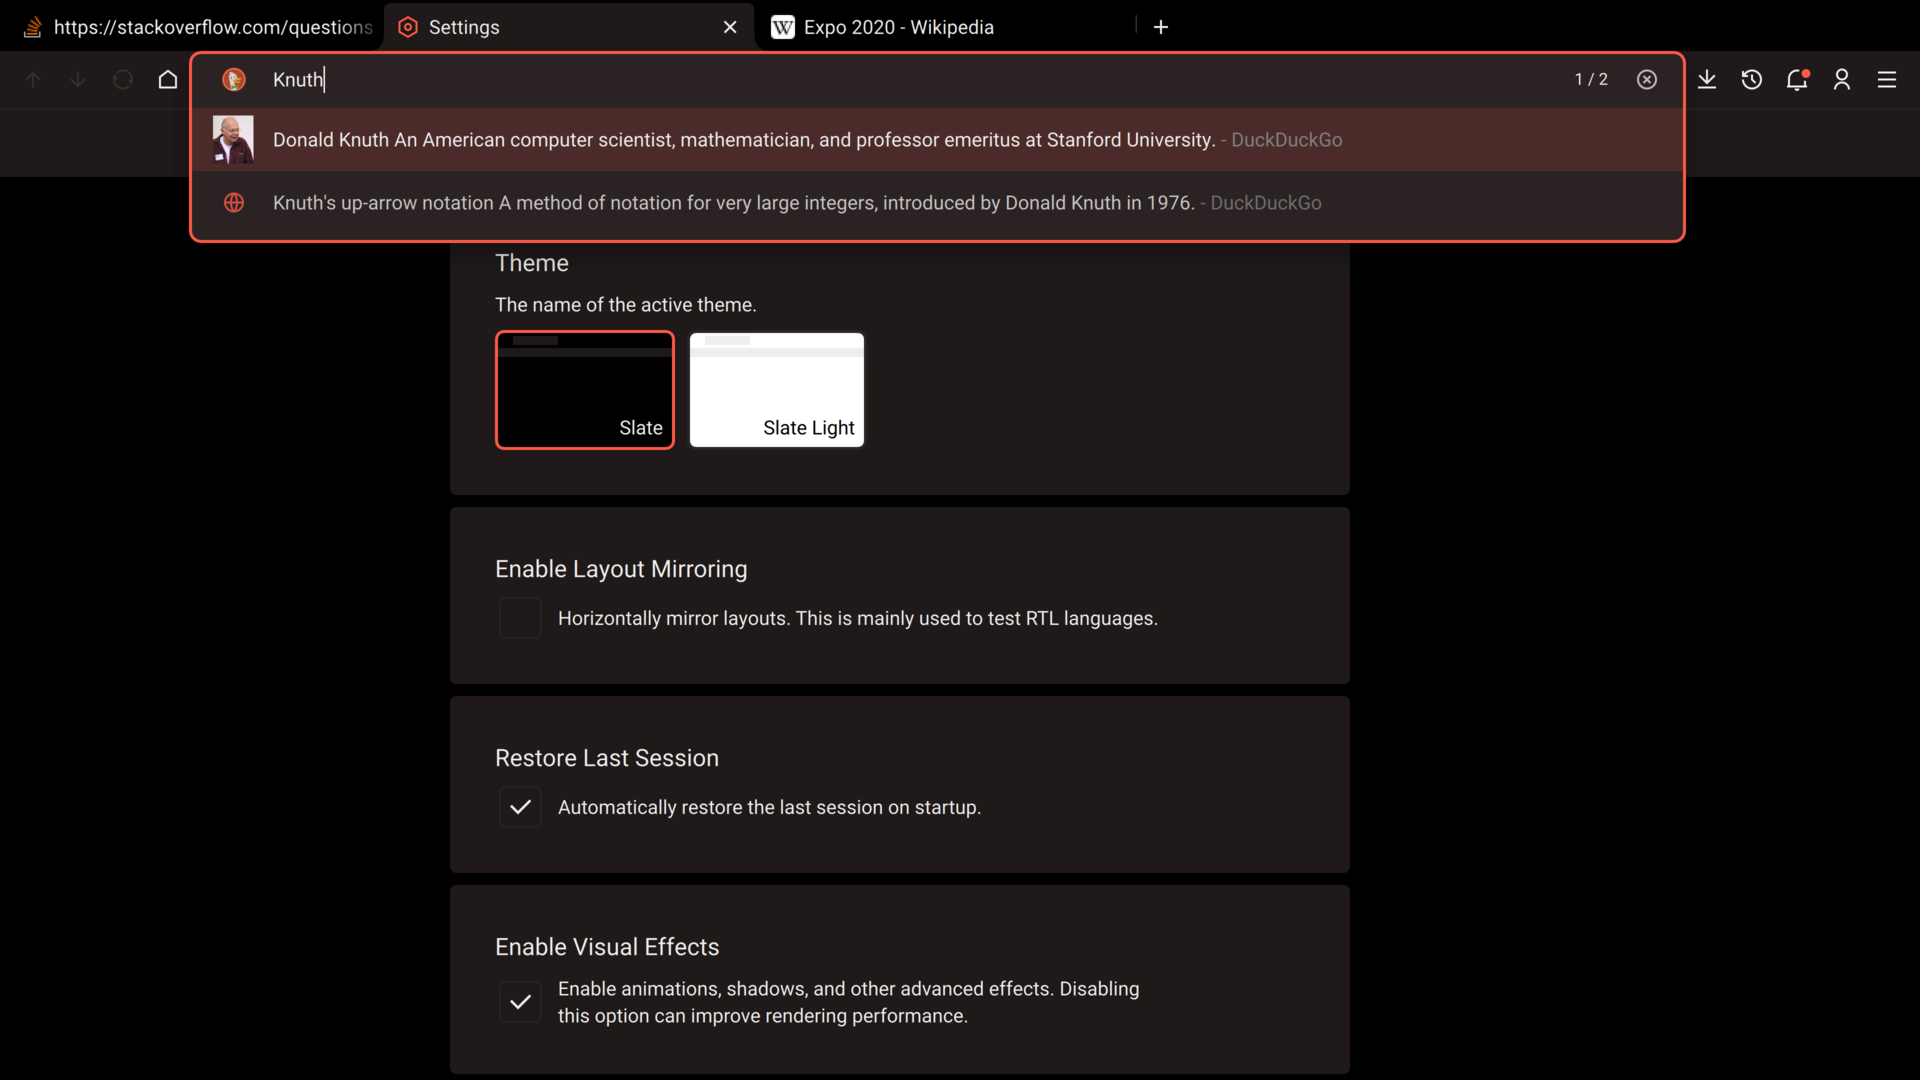 https://stackoverflow.com/questions
Settings
W Expo 2020 - Wikipedia
Knuth
1 / 2
Donald Knuth An American computer scientist, mathematician, and professor emeritus at Stanford University. - DuckDuckGo
Knuth's up-arrow notation A method of notation for very large integers, introduced by Donald Knuth in 1976. - DuckDuckGo
Theme
The name of the active theme.
Slate
Slate Light
Enable Layout Mirroring
Horizontally mirror layouts. This is mainly used to test RTL languages.
Restore Last Session
Automatically restore the last session on startup.
Enable Visual Effects
Enable animations, shadows, and other advanced effects. Disabling
this option can improve rendering performance.